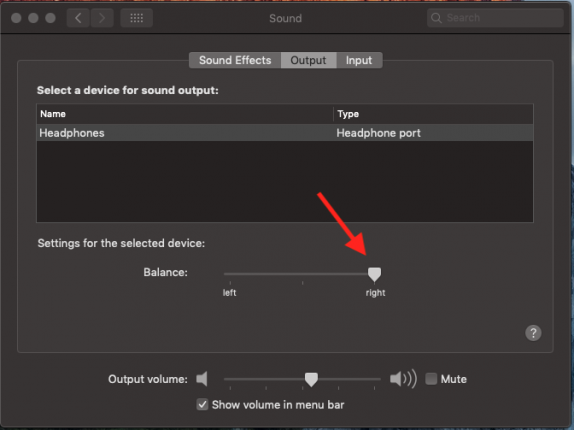 Sound
Search
Sound Effects Output Input
Select a device for sound output:
Name Type
Headphones Headphone port
Settings for the selected device:
Balance:
left right
?
Output volume: Mute
Show volume in menu bar